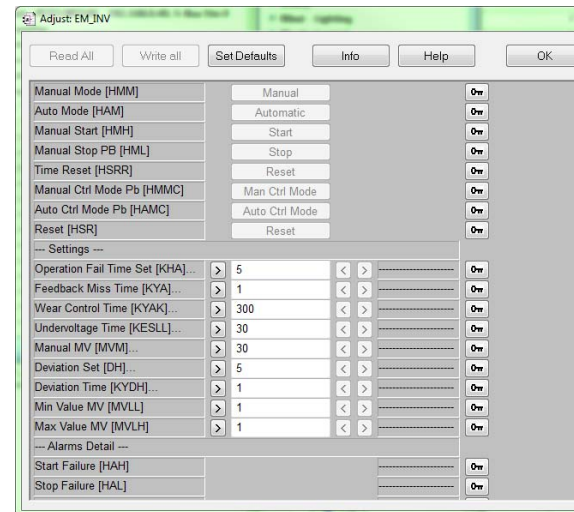 Adjust: EM_INV
Read All Write all Set Defaults Info Help OK
Manual Mode [HMM] Manual
Auto Mode [HAM] Automatic
Manual Start [HMH] Start
Manual Stop PB [HML] Stop
Time Reset [HSRR] Reset
Manual Ctrl Mode Pb [HMMC] Man Ctrl Mode
Auto Ctrl Mode Pb [HAMC] Auto Ctrl Mode
Reset [HSR] Reset
--- Settings ---
Operation Fail Time Set [KHA]... > 5 < > --------------------
Feedback Miss Time [KYA]... > 1 < > --------------------
Wear Control Time [KYAK]... > 300 < > --------------------
Undervoltage Time [KESLL]... > 30 < > --------------------
Manual MV [MVM]... > 30 < > --------------------
Deviation Set [DH]... > 5 < > --------------------
Deviation Time [KYDH]... > 1 < > --------------------
Min Value MV [MVLL] > 1 < > --------------------
Max Value MV [MVLH] > 1 < > --------------------
--- Alarms Detail ---
Start Failure [HAH] --------------------
Stop Failure [HAL] --------------------